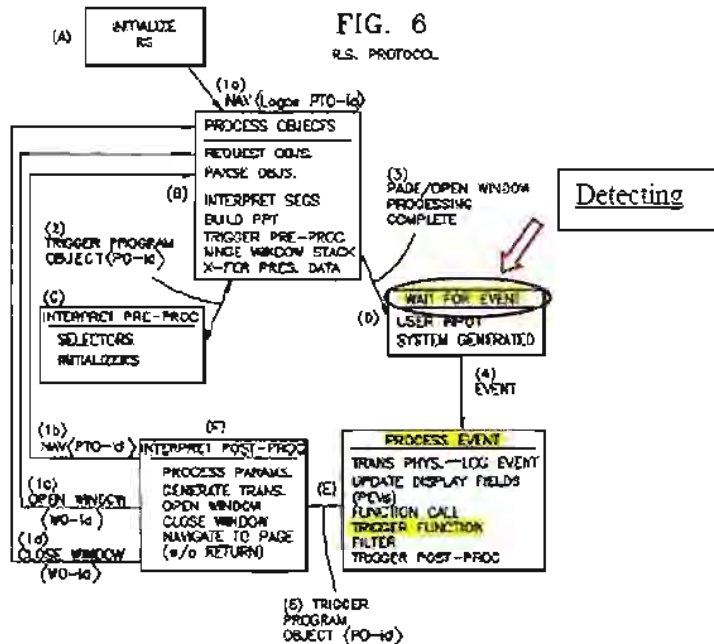 FIG. 6
R.S. PROTOCOL
(A)
INITIALIZE
RS
(1a)
NAV(Logon PTO-id)
PROCESS OBJECTS
REQUEST OBJS.
PARSE OBJS.
(B)
INTERPRET SEGS
BUILD PPT
TRIGGER PRE-PROC
MNGE WINDOW STACK
X-FER PRES. DATA
(3)
PAGE/OPEN WINDOW
PROCESSING
COMPLETE
Detecting
(2)
TRIGGER PROGRAM
OBJECT(PO-id)
(C)
INTERPRET PRE-PROC
SELECTORS
INITIALIZERS
WAIT FOR EVENT
(D)
USER INPUT
SYSTEM GENERATED
(4)
EVENT
(1b)
NAV(PTO-id)
(1c)
OPEN WINDOW
(WO-id)
(1d)
CLOSE WINDOW
(WO-id)
(F)
INTERPRET POST-PROC
PROCESS PARAMS.
GENERATE TRANS.
OPEN WINDOW
CLOSE WINDOW
NAVIGATE TO PAGE
(w/o RETURN)
(E)
PROCESS EVENT
TRANS PHYS.—LOG EVENT
UPDATE DISPLAY FIELDS
(PEVs)
FUNCTION CALL
TRIGGER FUNCTION
FILTER
TRIGGER POST-PROC
(5) TRIGGER
PROGRAM
OBJECT (PO-id)